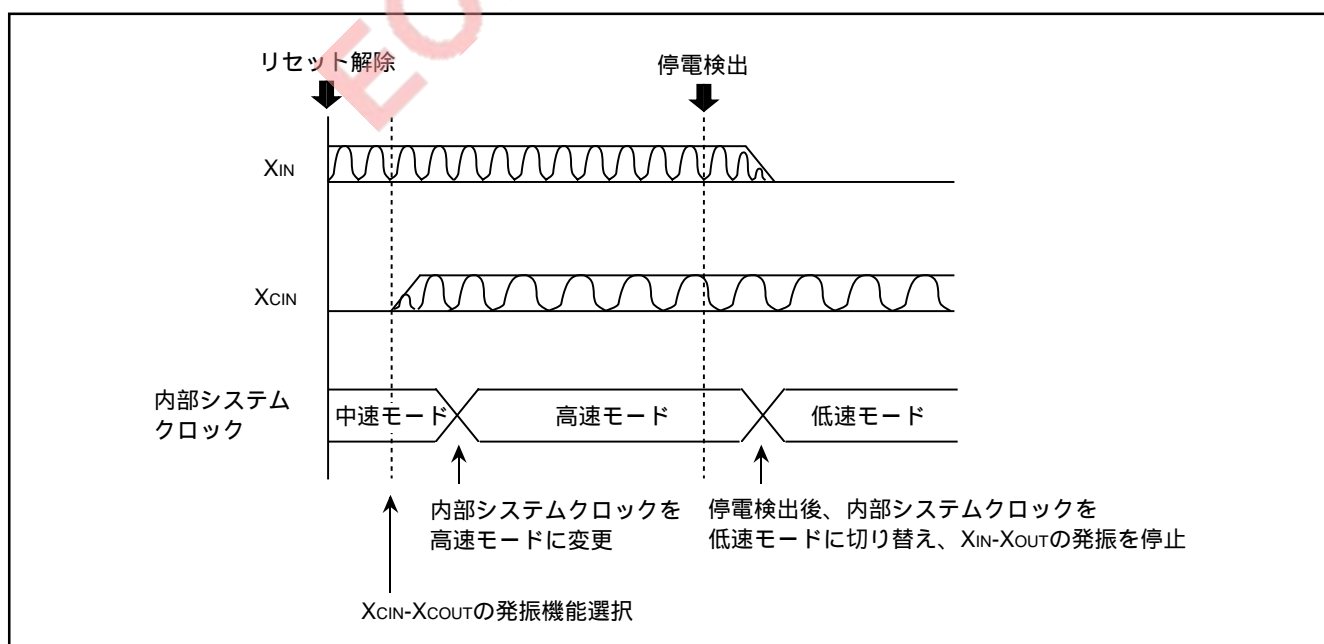 EO
リセット解除
停電検出
XIN
XCIN
内部システム
クロック
中速モード
高速モード
低速モード
内部システムクロックを
高速モードに変更
停電検出後、内部システムクロックを
低速モードに切り替え、XIN-XOUTの発振を停止
XCIN-XCOUTの発振機能選択